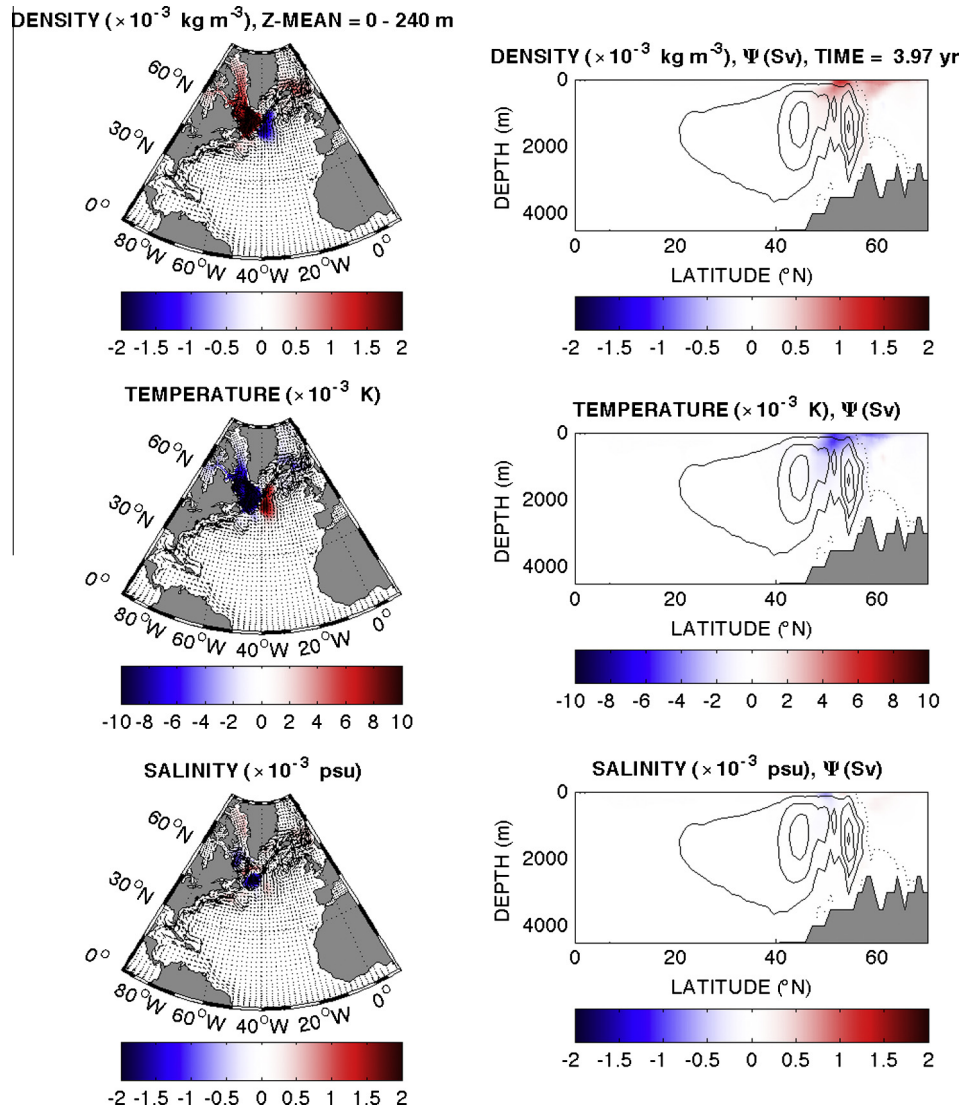 DENSITY (×10⁻³ kg m⁻³), Z-MEAN = 0 - 240 m
60°N
30°N
0°
80°W
60°W
40°W
20°W
0°
-2 -1.5 -1 -0.5 0 0.5 1 1.5 2
DENSITY (×10⁻³ kg m⁻³), Ψ(Sv), TIME = 3.97 yr
DEPTH (m)
0
2000
4000
0 20 40 60
LATITUDE (°N)
-2 -1.5 -1 -0.5 0 0.5 1 1.5 2
TEMPERATURE (×10⁻³ K)
60°N
30°N
0°
80°W
60°W
40°W
20°W
0°
-10 -8 -6 -4 -2 0 2 4 6 8 10
TEMPERATURE (×10⁻³ K), Ψ(Sv)
DEPTH (m)
0
2000
4000
0 20 40 60
LATITUDE (°N)
-10 -8 -6 -4 -2 0 2 4 6 8 10
SALINITY (×10⁻³ psu)
60°N
30°N
0°
80°W
60°W
40°W
20°W
0°
-2 -1.5 -1 -0.5 0 0.5 1 1.5 2
SALINITY (×10⁻³ psu), Ψ(Sv)
DEPTH (m)
0
2000
4000
0 20 40 60
LATITUDE (°N)
-2 -1.5 -1 -0.5 0 0.5 1 1.5 2